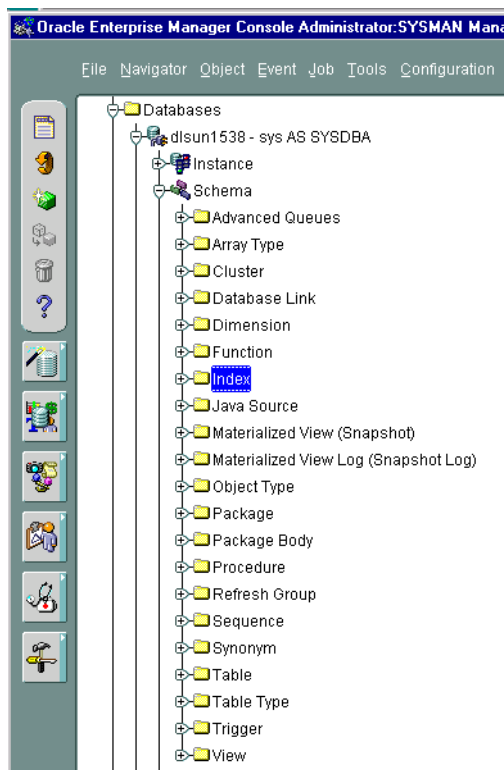 Oracle Enterprise Manager Console Administrator:SYSMAN Mana
File Navigator Object Event Job Tools Configuration
Databases
dlsun1538 - sys AS SYSDBA
Instance
Schema
Advanced Queues
Array Type
Cluster
Database Link
Dimension
Function
Index
Java Source
Materialized View (Snapshot)
Materialized View Log (Snapshot Log)
Object Type
Package
Package Body
Procedure
Refresh Group
Sequence
Synonym
Table
Table Type
Trigger
View